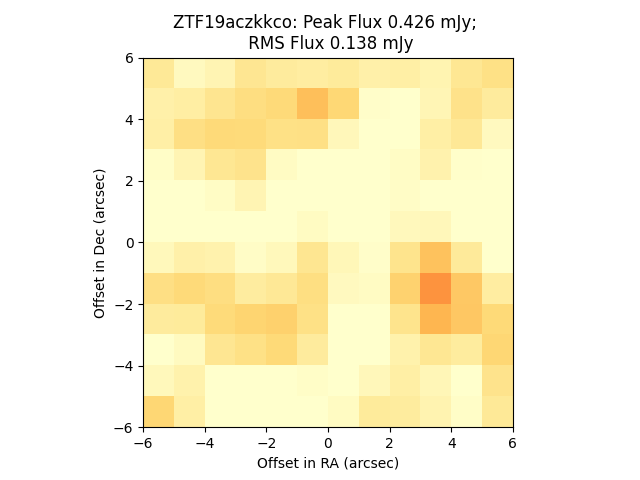 ZTF19aczkkco: Peak Flux 0.426 mJy;
RMS Flux 0.138 mJy
6
4
2
0
−2
−4
−6
Offset in Dec (arcsec)
−6 −4 −2 0 2 4 6
Offset in RA (arcsec)